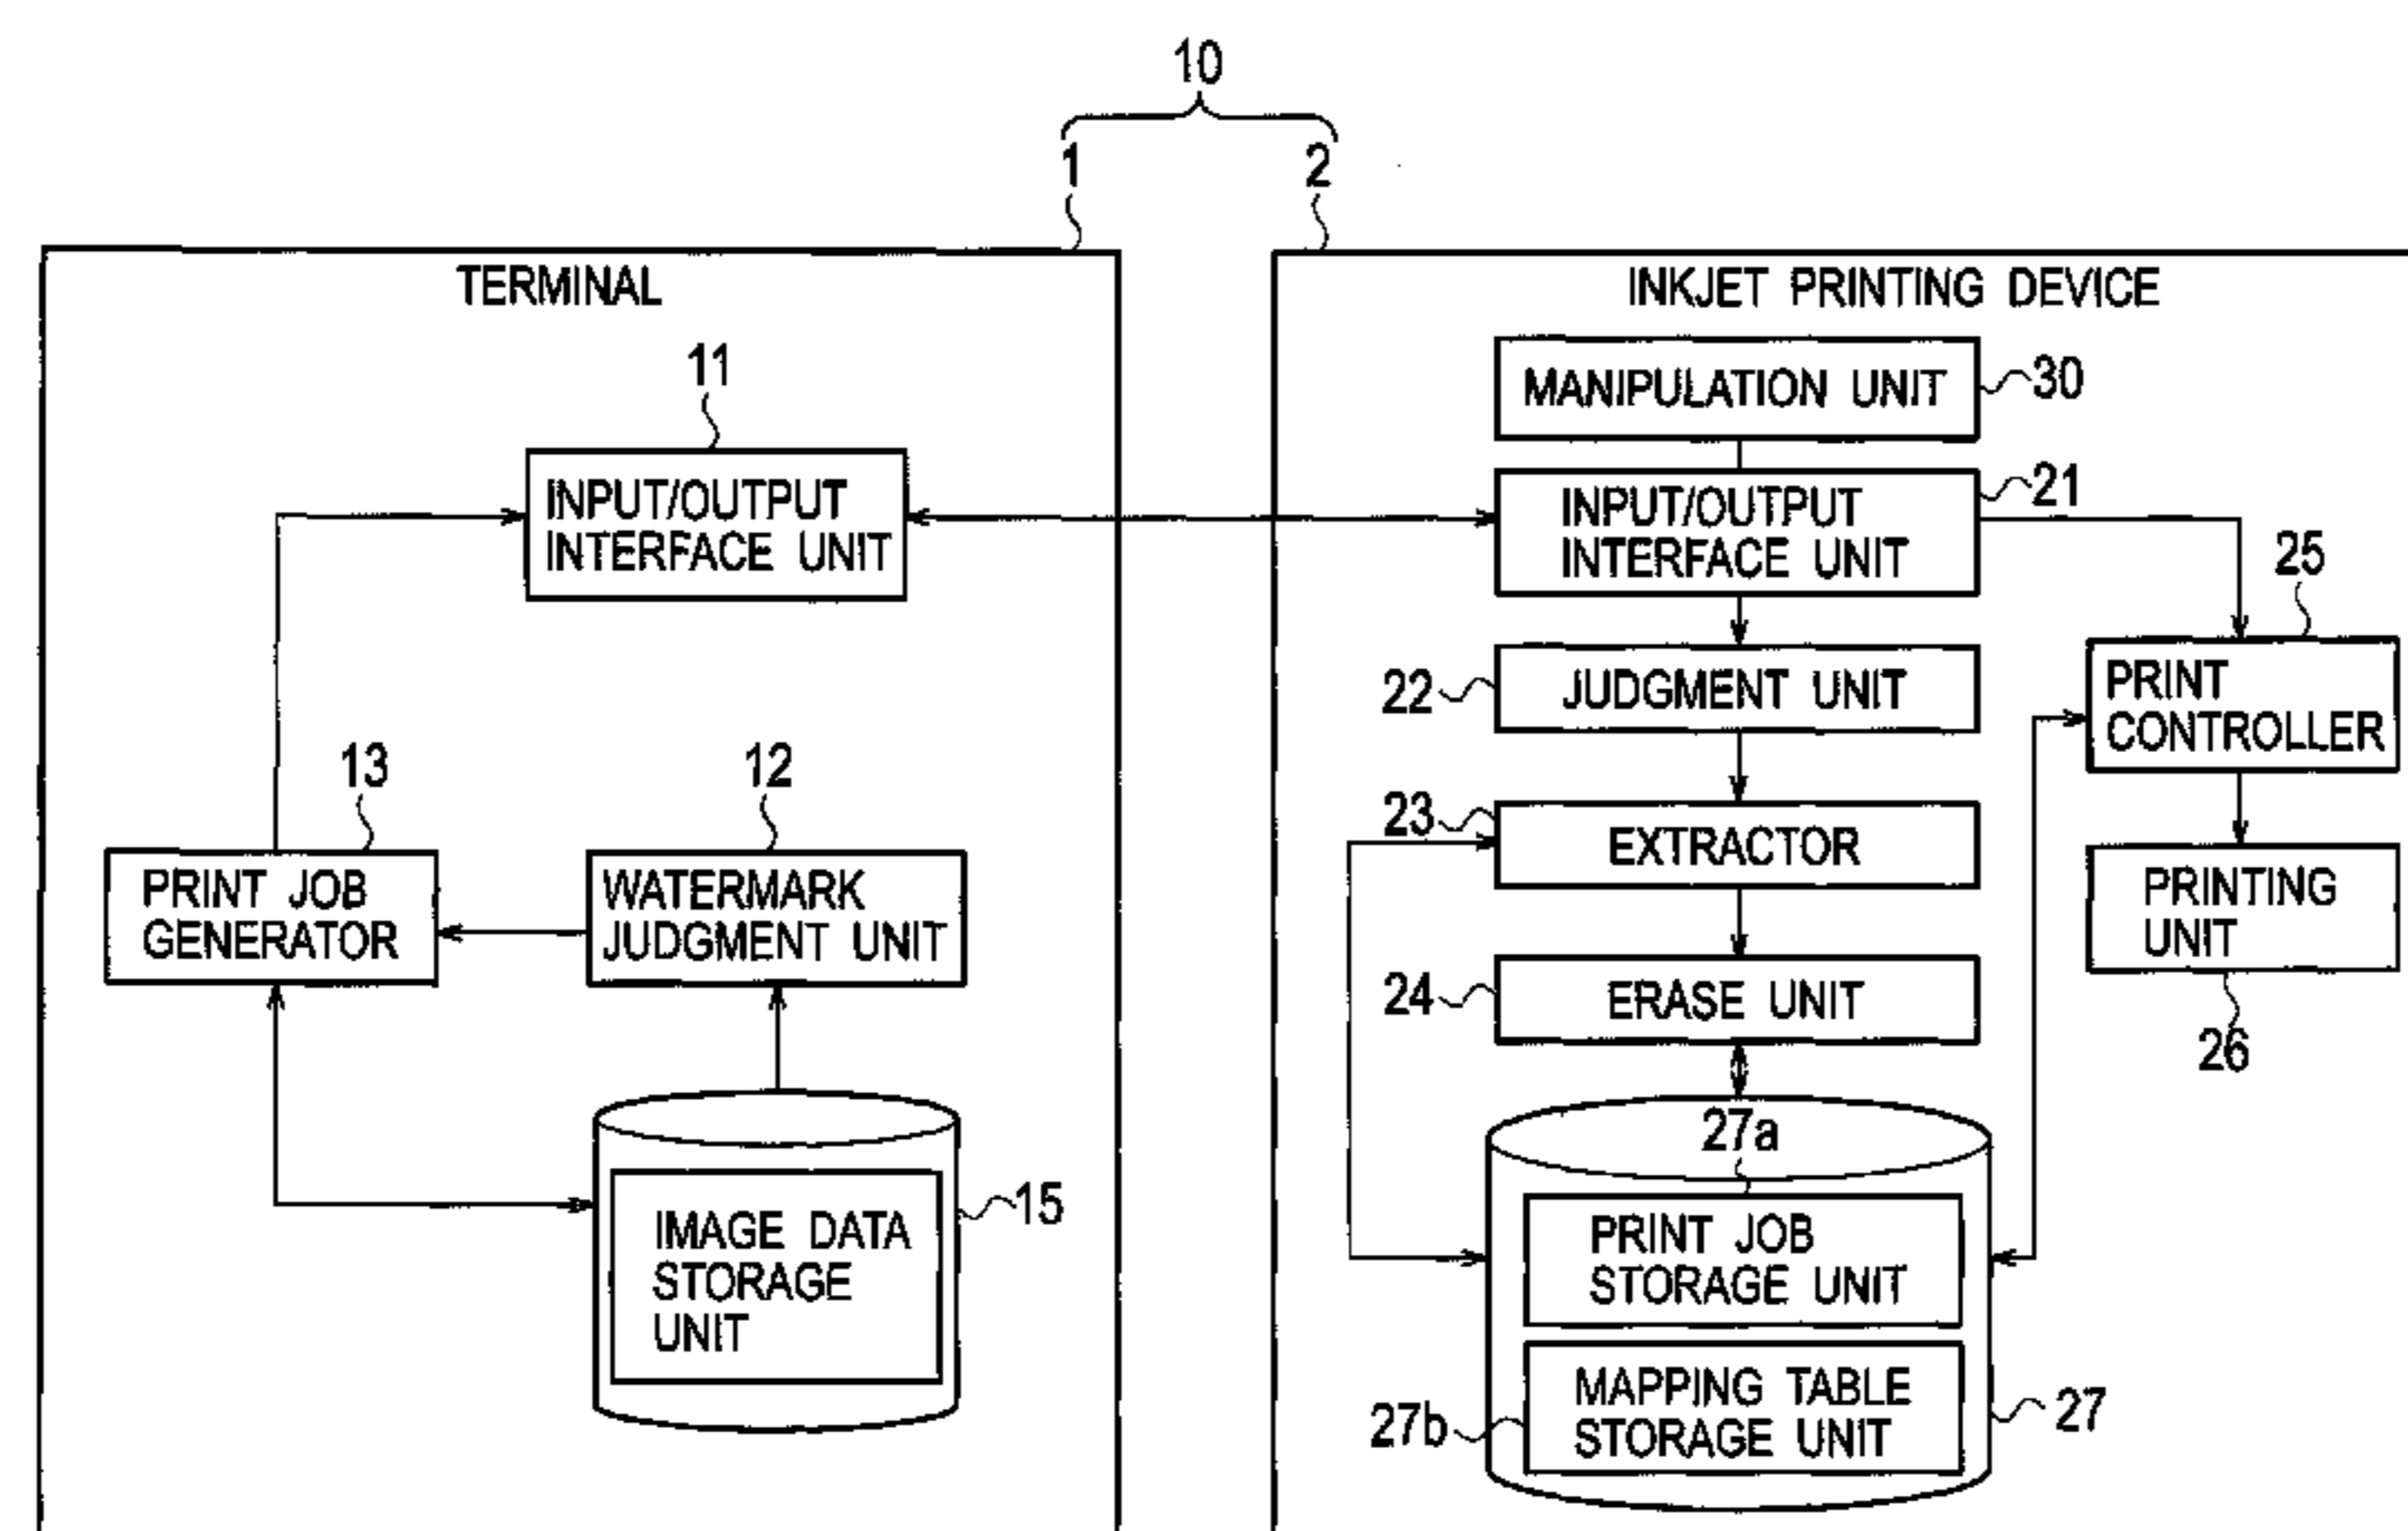 10
1
2
TERMINAL
11
INPUT/OUTPUT
INTERFACE UNIT
13
PRINT JOB
GENERATOR
12
WATERMARK
JUDGMENT UNIT
IMAGE DATA
STORAGE
UNIT
15
INKJET PRINTING DEVICE
MANIPULATION UNIT
30
INPUT/OUTPUT
INTERFACE UNIT
21
22
JUDGMENT UNIT
23
EXTRACTOR
24
ERASE UNIT
25
PRINT
CONTROLLER
PRINTING
UNIT
26
27a
PRINT JOB
STORAGE UNIT
27b
MAPPING TABLE
STORAGE UNIT
27